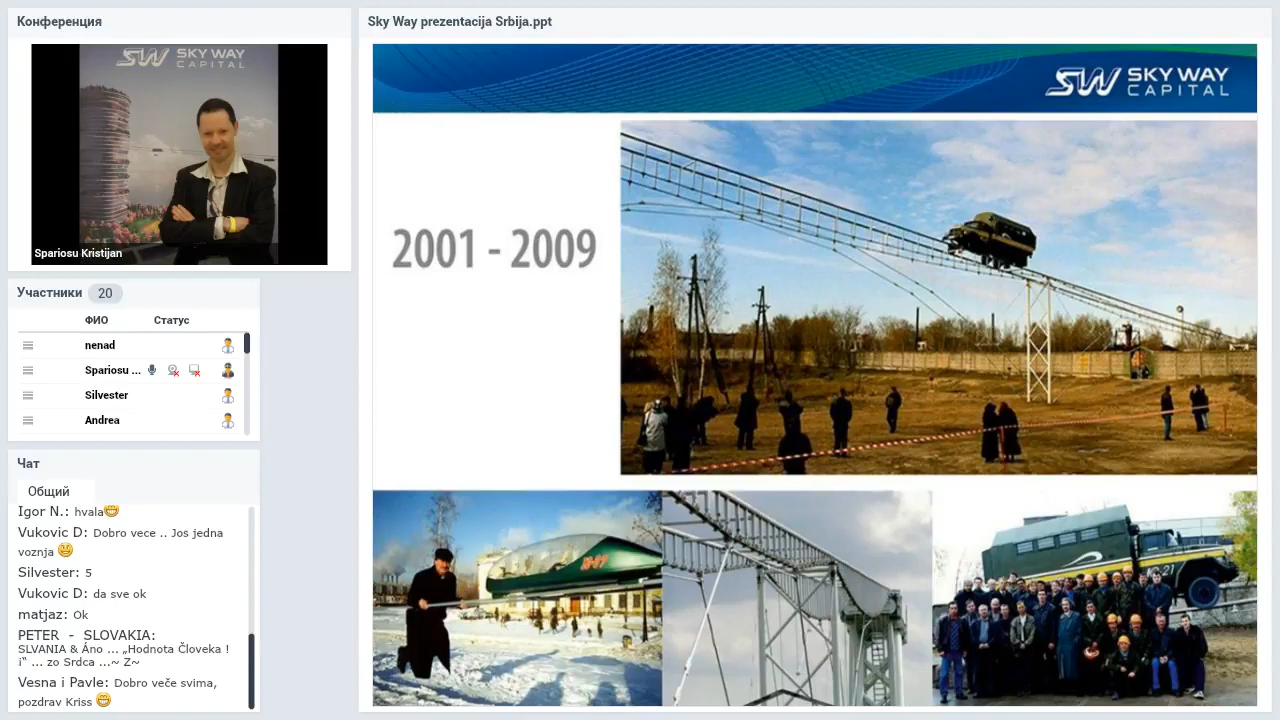 Конференция
SKY WAY
CAPITAL
Spariosu Kristijan
Участники 20
ФИО Статус
nenad
Spariosu ...
Silvester
Andrea
Чат
Общий
Igor N.: hvala
Vukovic D: Dobro vece .. Jos jedna
voznja
Silvester: 5
Vukovic D: da sve ok
matjaz: Ok
PETER - SLOVAKIA:
SLVANIA & Áno ... „Hodnota Človeka !
i“ ... zo Srdca ...~ Z~
Vesna i Pavle: Dobro veče svima,
pozdrav Kriss
Sky Way prezentacija Srbija.ppt
SW SKY WAY
CAPITAL
2001 - 2009